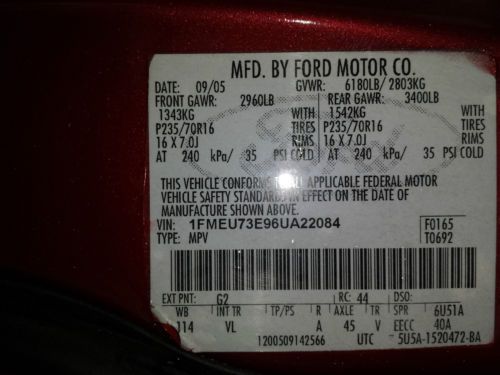 MFD. BY FORD MOTOR CO.
DATE: 09/05 GVWR: 6180LB/ 2803KG
FRONT GAWR: 2960LB REAR GAWR: 3400LB
1343KG WITH 1542KG WITH
P235/70R16 TIRES P235/70R16 TIRES
16 X 7.0J RIMS 16 X 7.0J RIMS
AT 240 kPa/ 35 PSI COLD AT 240 kPa/ 35 PSI COLD
THIS VEHICLE CONFORMS TO ALL APPLICABLE FEDERAL MOTOR
VEHICLE SAFETY STANDARDS IN EFFECT ON THE DATE OF
MANUFACTURE SHOWN ABOVE.
VIN: 1FMEU73E96UA22084 F0165
TYPE: MPV T0692
EXT PNT: G2 RC: 44 DSO:
WB INT TR TP/PS R AXLE TR SPR 6U51A
114 VL A 45 V EECC 40A
1200509142566 UTC 5U5A-1520472-BA